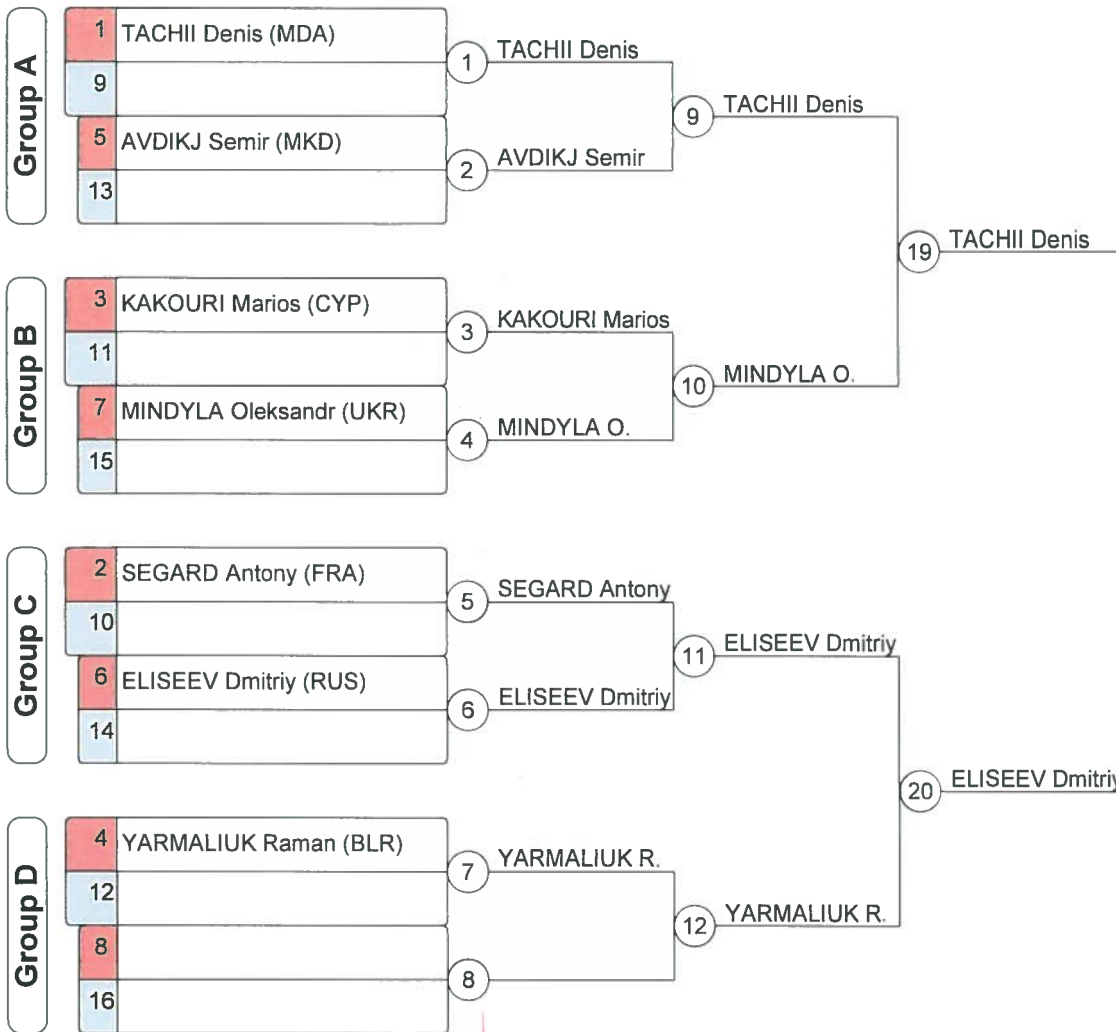 Group A
1 TACHII Denis (MDA)
9
5 AVDIKJ Semir (MKD)
13
1 TACHII Denis
2 AVDIKJ Semir
9 TACHII Denis
Group B
3 KAKOURI Marios (CYP)
11
7 MINDYLA Oleksandr (UKR)
15
3 KAKOURI Marios
4 MINDYLA O.
10 MINDYLA O.
19 TACHII Denis
Group C
2 SEGARD Antony (FRA)
10
6 ELISEEV Dmitriy (RUS)
14
5 SEGARD Antony
6 ELISEEV Dmitriy
11 ELISEEV Dmitriy
Group D
4 YARMALIUK Raman (BLR)
12
8
16
7 YARMALIUK R.
8
12 YARMALIUK R.
20 ELISEEV Dmitriy